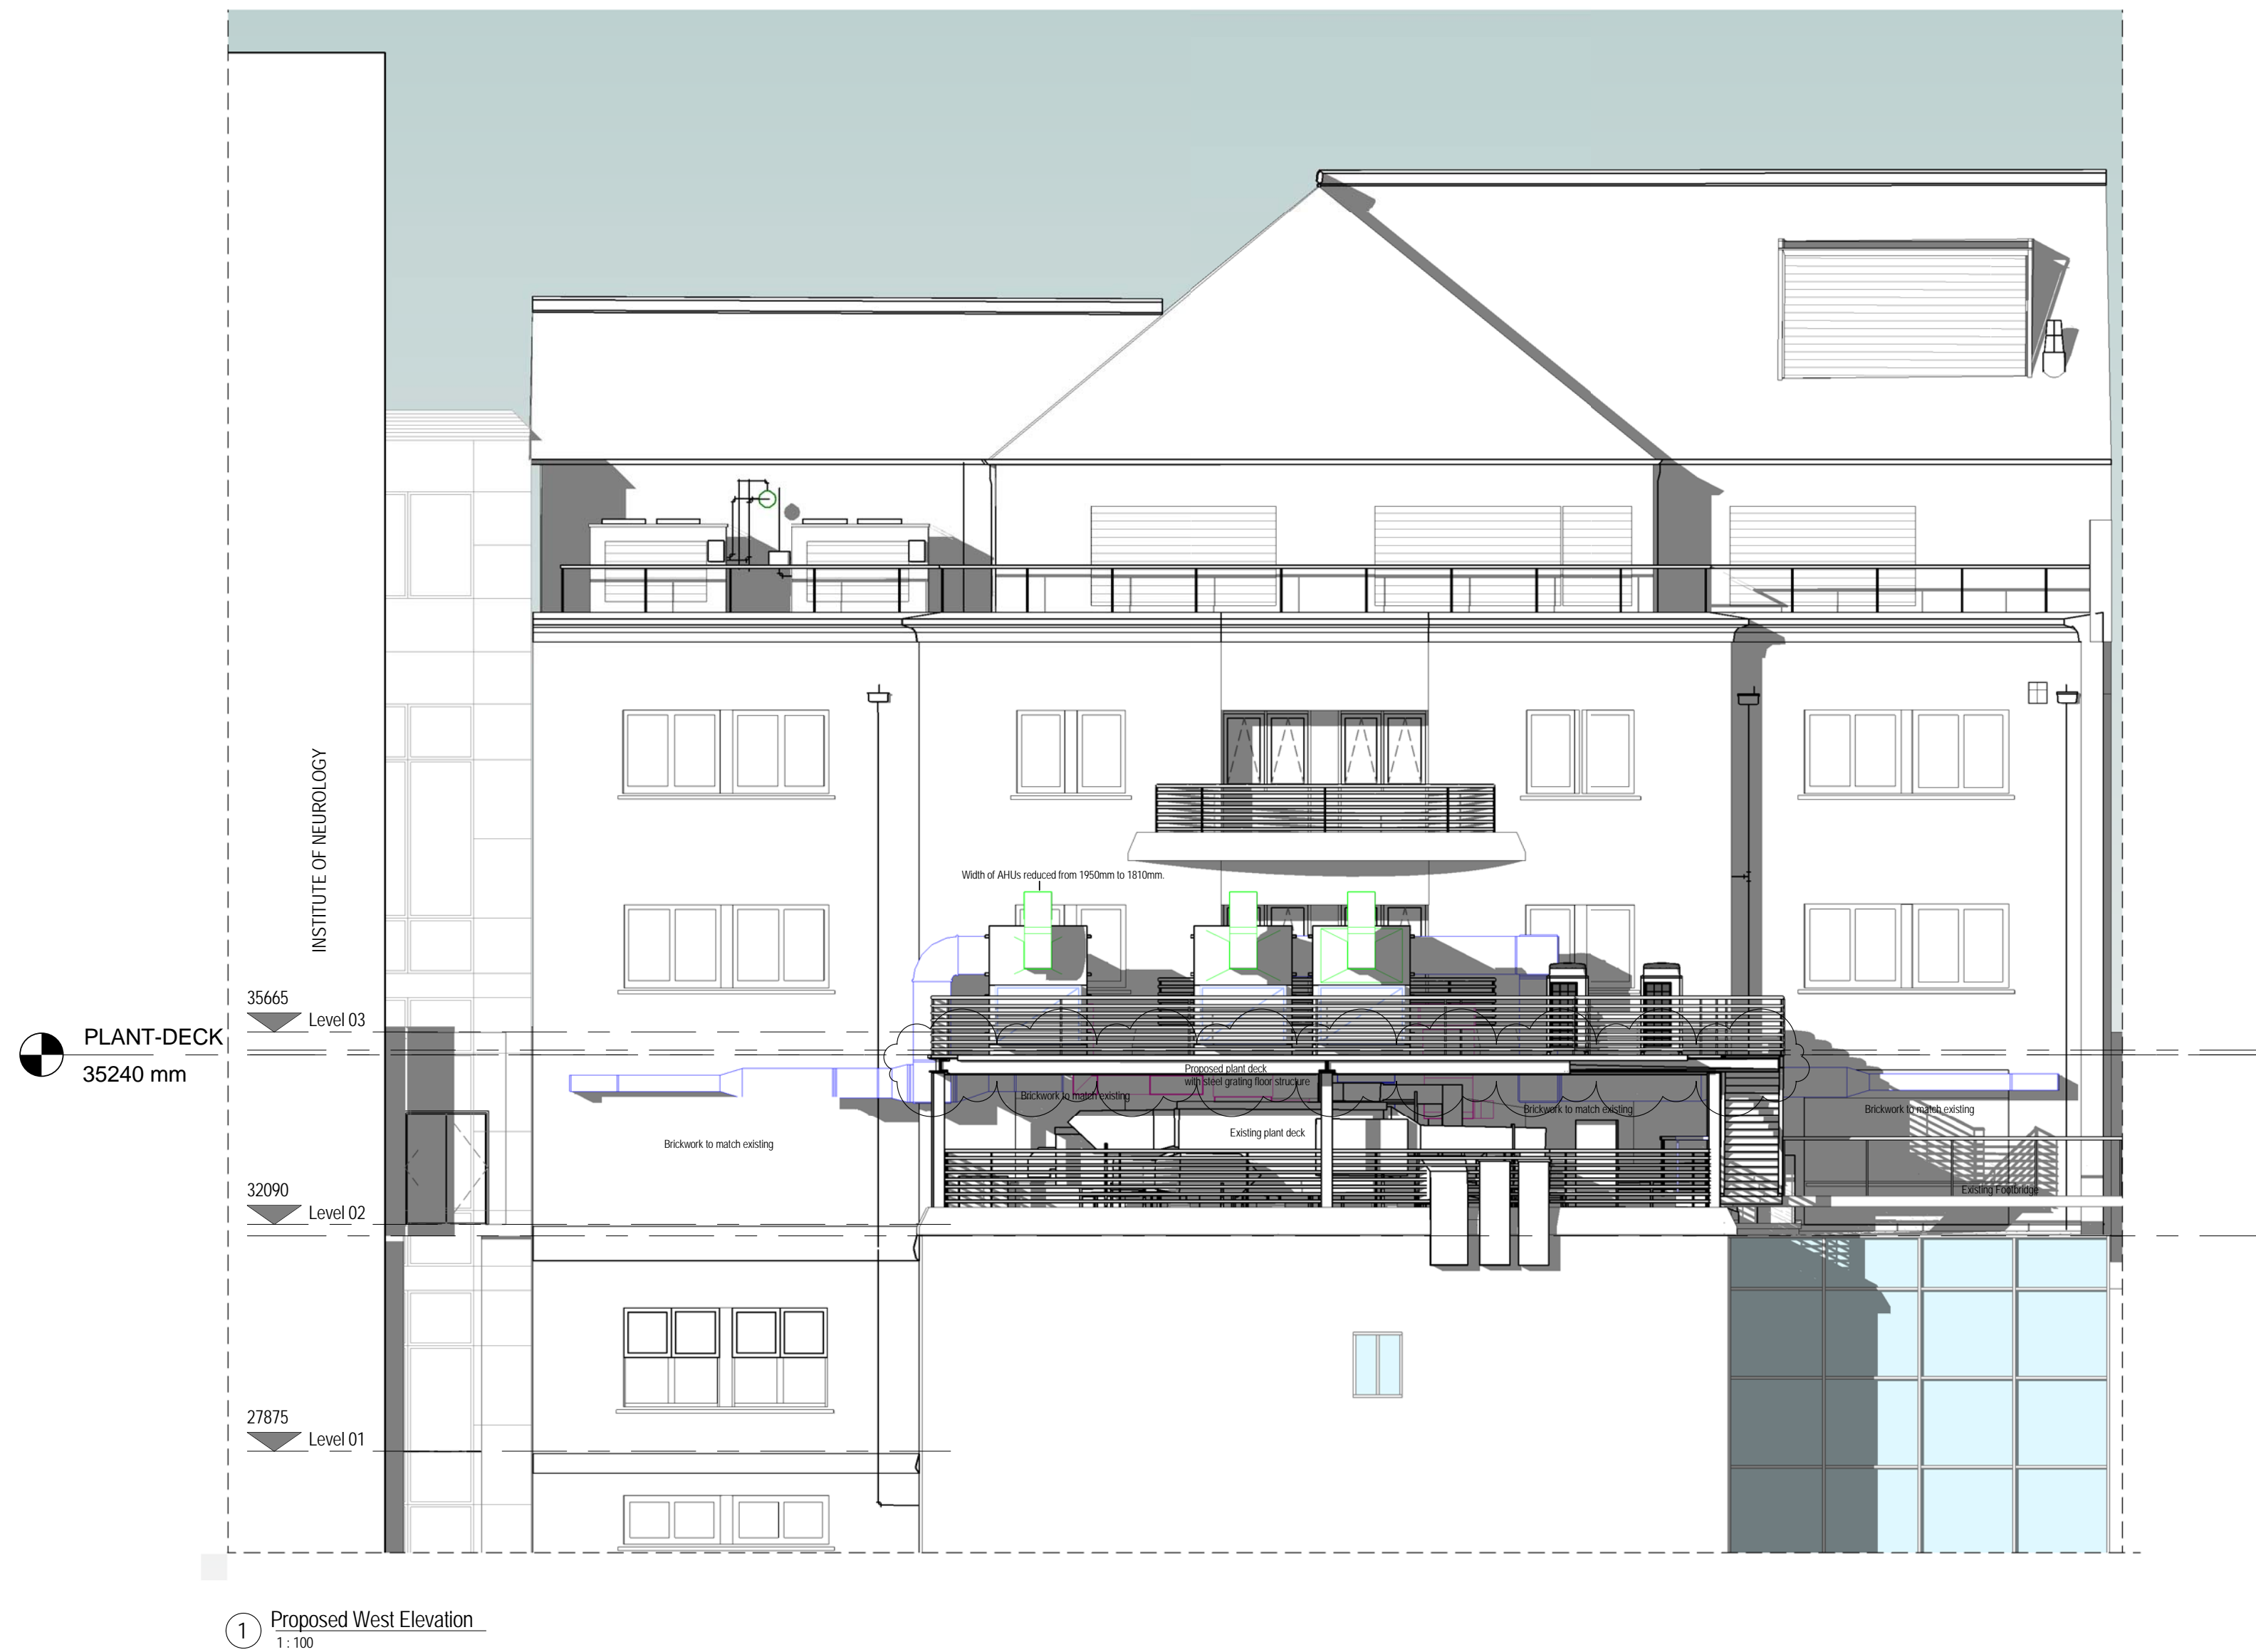 INSTITUTE OF NEUROLOGY
Width of AHUs reduced from 1950mm to 1810mm.
35665
Level 03
PLANT-DECK
35240 mm
Proposed plant deck
with steel grating floor structure
Brickwork to match existing
Brickwork to match existing
Brickwork to match existing
Existing plant deck
Brickwork to match existing
32090
Level 02
Existing Footbridge
27875
Level 01
1
Proposed West Elevation
1 : 100